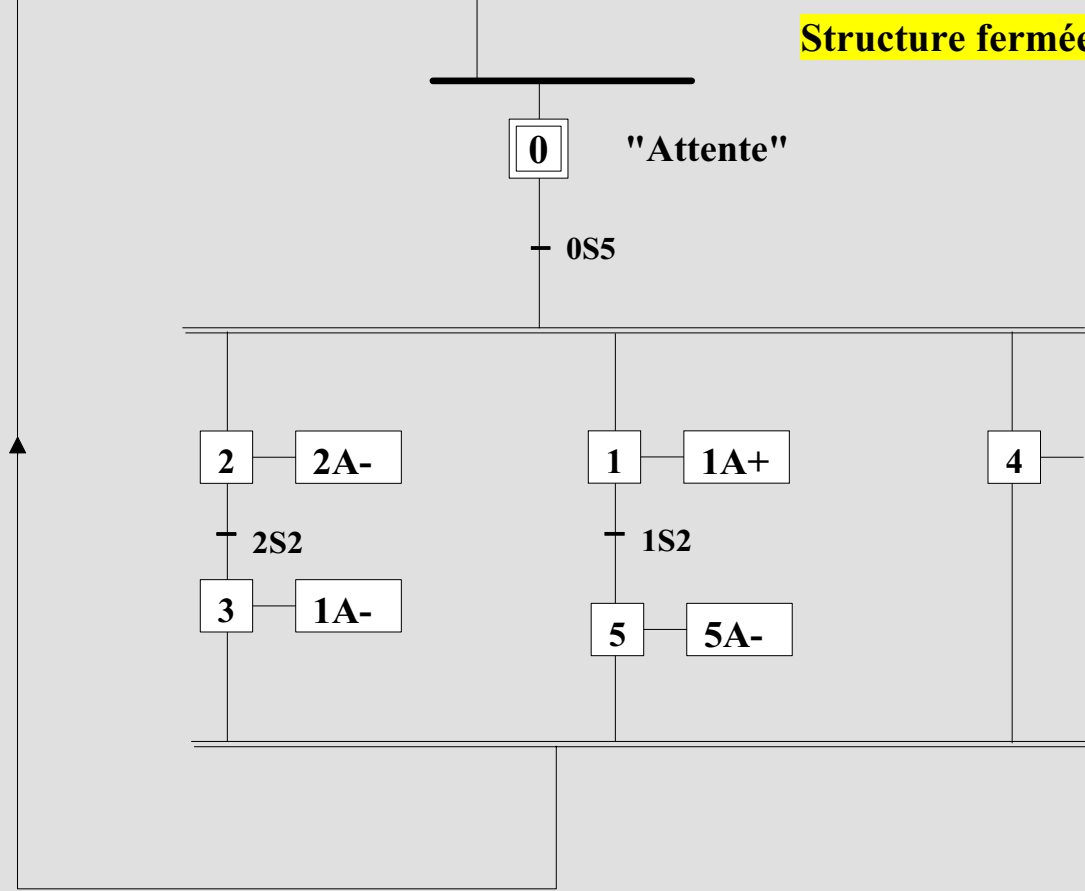 Structure fermée
0 "Attente"
0S5
2 2A- 1 1A+ 4
2S2 1S2
3 1A- 5 5A-